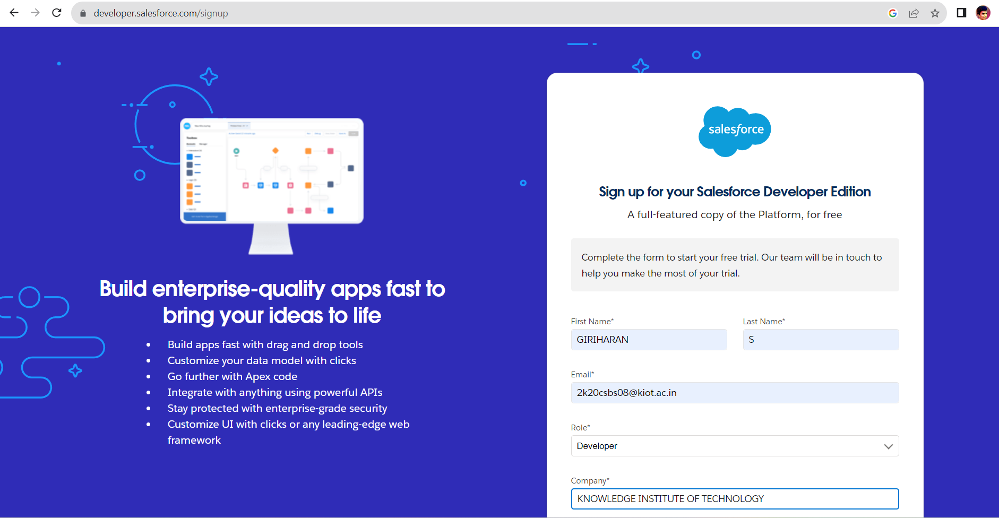 developer.salesforce.com/signup
salesforce
Sign up for your Salesforce Developer Edition
A full-featured copy of the Platform, for free
Complete the form to start your free trial. Our team will be in touch to
help you make the most of your trial.
First Name*
Last Name*
GIRIHARAN
S
Email*
2k20csbs08@kiot.ac.in
Role*
Developer
Company*
KNOWLEDGE INSTITUTE OF TECHNOLOGY
Build enterprise-quality apps fast to
bring your ideas to life
Build apps fast with drag and drop tools
Customize your data model with clicks
Go further with Apex code
Integrate with anything using powerful APIs
Stay protected with enterprise-grade security
Customize UI with clicks or any leading-edge web
framework